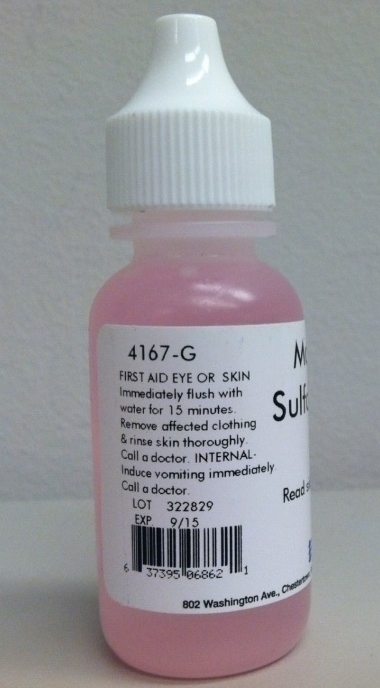 4167-G
FIRST AID EYE OR SKIN
Immediately flush with
water for 15 minutes.
Remove affected clothing
& rinse skin thoroughly.
Call a doctor. INTERNAL-
Induce vomiting immediately
Call a doctor.
LOT 322829
EXP 9/15
6 37395 06862 1
Read
802 Washington Ave.,